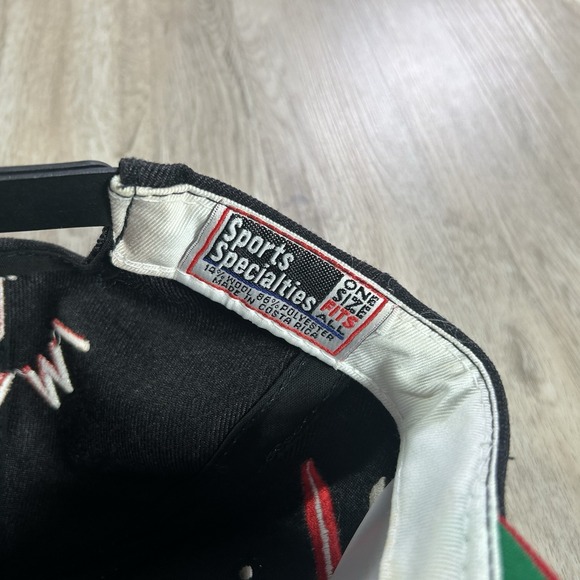 Sports
Specialties
14% WOOL 86% POLYESTER
MADE IN COSTA RICA
ONE
SIZE
FITS
ALL